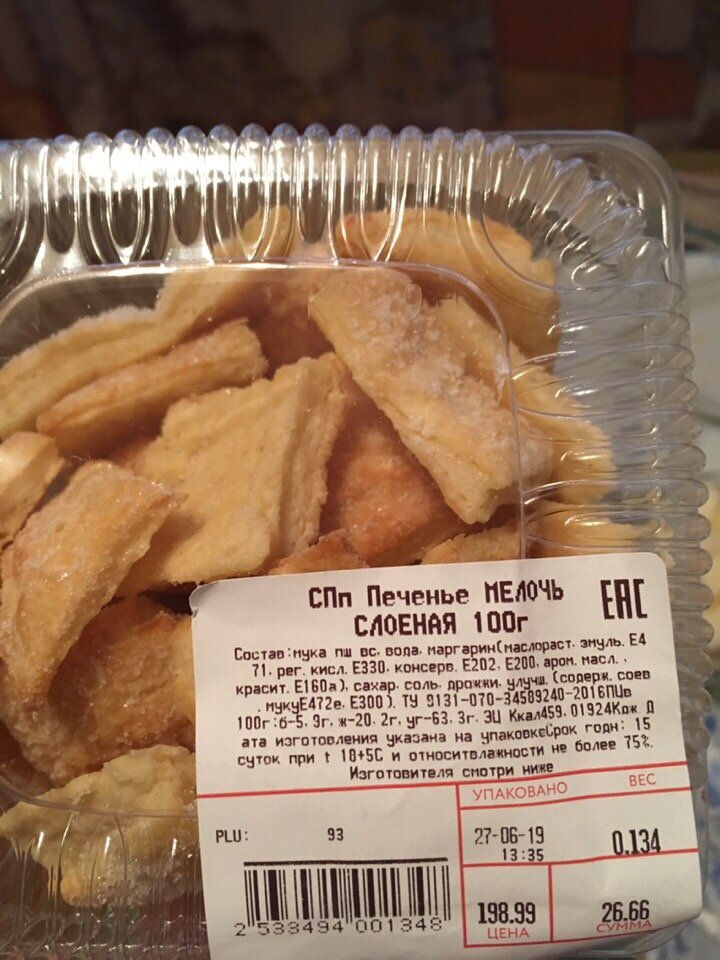 СПп Печенье МЕЛОЧЬ
СЛОЕНАЯ 100г
EAC
Состав:мука пш вс, вода, маргарин(маслораст, эмуль. Е4
71, рег. кисл. Е330, консерв. Е202, Е200, аром. масл. ,
красит. Е160а), сахар, соль, дрожжи, улучш. (содерж. соев
. мукуЕ472е, Е300). ТУ 9131-070-34589240-2016ПЦв
100г:б-5, 9г, ж-20, 2г, уг-63, 3г. ЭЦ Ккал459, 01924Кдж. Д
ата изготовления указана на упаковкеСрок годн: 15
суток при t 18+5С и относитвлажности не более 75%.
Изготовителя смотри ниже
УПАКОВАНО ВЕС
PLU: 93
27-06-19 0.134
13:35
2 533494 001348
198.99 26.66
ЦЕНА СУММА